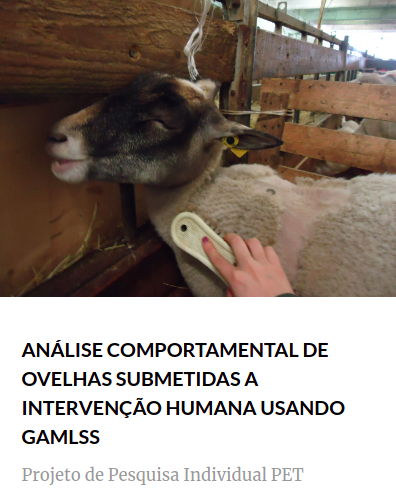 ANÁLISE COMPORTAMENTAL DE
OVELHAS SUBMETIDAS A
INTERVENÇÃO HUMANA USANDO
GAMLSS
Projeto de Pesquisa Individual PET